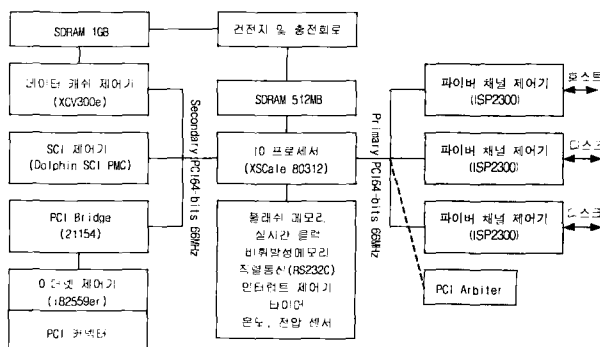 SDRAM 1GB
건전지 및 충전회로
데이터 캐쉬 제어기
(XCV300e)
SDRAM 512MB
파이버 채널 제어기
(ISP2300)
호스트
SCI 제어기
(Dolphin SCI PMC)
Secondary PCI 64-bits 66MHz
IO 프로세서
(XScale 80312)
Primary PCI 64-bits 66MHz
파이버 채널 제어기
(ISP2300)
디스크
PCI Bridge
(21154)
플래쉬 메모리
실시간 클럭
비휘발성메모리
직렬통신(RS232C)
인터럽트 제어기
타이머
온도, 전압 센서
파이버 채널 제어기
(ISP2300)
디스크
이더넷 제어기
(i82559er)
PCI 커넥터
PCI Arbiter